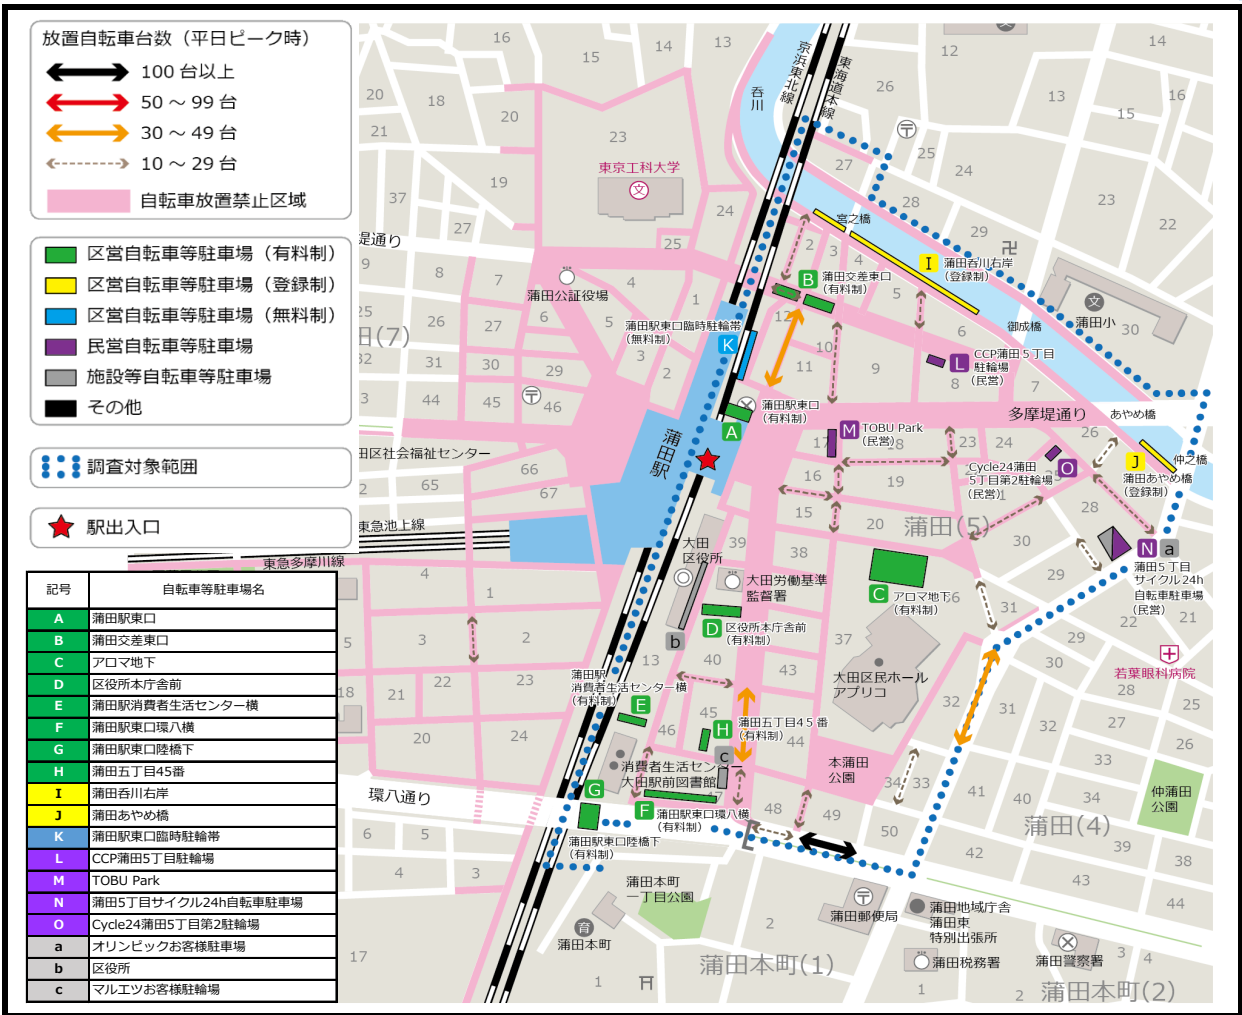 放置自転車台数（平日ピーク時）
100 台以上
50 ～ 99 台
30 ～ 49 台
10 ～ 29 台
自転車放置禁止区域
区営自転車等駐車場（有料制）
区営自転車等駐車場（登録制）
区営自転車等駐車場（無料制）
民営自転車等駐車場
施設等自転車等駐車場
その他
調査対象範囲
駅出入口
記号 自転車等駐車場名
A 蒲田駅東口
B 蒲田交差東口
C アロマ地下
D 区役所本庁舎前
E 蒲田駅消費者生活センター横
F 蒲田駅東口環八横
G 蒲田駅東口陸橋下
H 蒲田五丁目45番
I 蒲田呑川右岸
J 蒲田あやめ橋
K 蒲田駅東口臨時駐輪帯
L CCP蒲田5丁目駐輪場
M TOBU Park
N 蒲田5丁目サイクル24h自転車駐車場
O Cycle24蒲田5丁目第2駐輪場
a オリンピックお客様駐車場
b 区役所
c マルエツお客様駐輪場
京浜東北線
東海道本線
呑川
東京工科大学
文
堤通り
蒲田公証役場
田(7)
蒲田駅東口臨時駐輪帯
（無料制）
K
B
蒲田交差東口
（有料制）
宮之橋
I
蒲田呑川右岸
（登録制）
御成橋
文
蒲田小
L
CCP蒲田５丁目
駐輪場
（民営）
蒲田駅東口
（有料制）
A
多摩堤通り
あやめ橋
仲之橋
M
TOBU Park
（民営）
蒲田駅
田区社会福祉センター
Cycle24蒲田
5丁目第2駐輪場
（民営）
O
J
蒲田あやめ橋
（登録制）
蒲田(5)
東急池上線
東急多摩川線
大田
区役所
大田労働基準
監督署
C
アロマ地下
（有料制）
N a
蒲田５丁目
サイクル24h
自転車駐車場
（民営）
D
区役所本庁舎前
（有料制）
b
若葉眼科病院
大田区民ホール
アプリコ
蒲田駅
消費者生活センター横
（有料制）
E
H
蒲田五丁目4５番
（有料制）
c
消費者生活センター
大田駅前図書館
本蒲田
公園
仲蒲田
公園
環八通り
G
F
蒲田駅東口環八横
（有料制）
蒲田駅東口陸橋下
（有料制）
蒲田(4)
蒲田本町
一丁目公園
育
蒲田本町
蒲田郵便局
蒲田地域庁舎
蒲田東
特別出張所
蒲田税務署
蒲田警察署
蒲田本町(1)
蒲田本町(2)